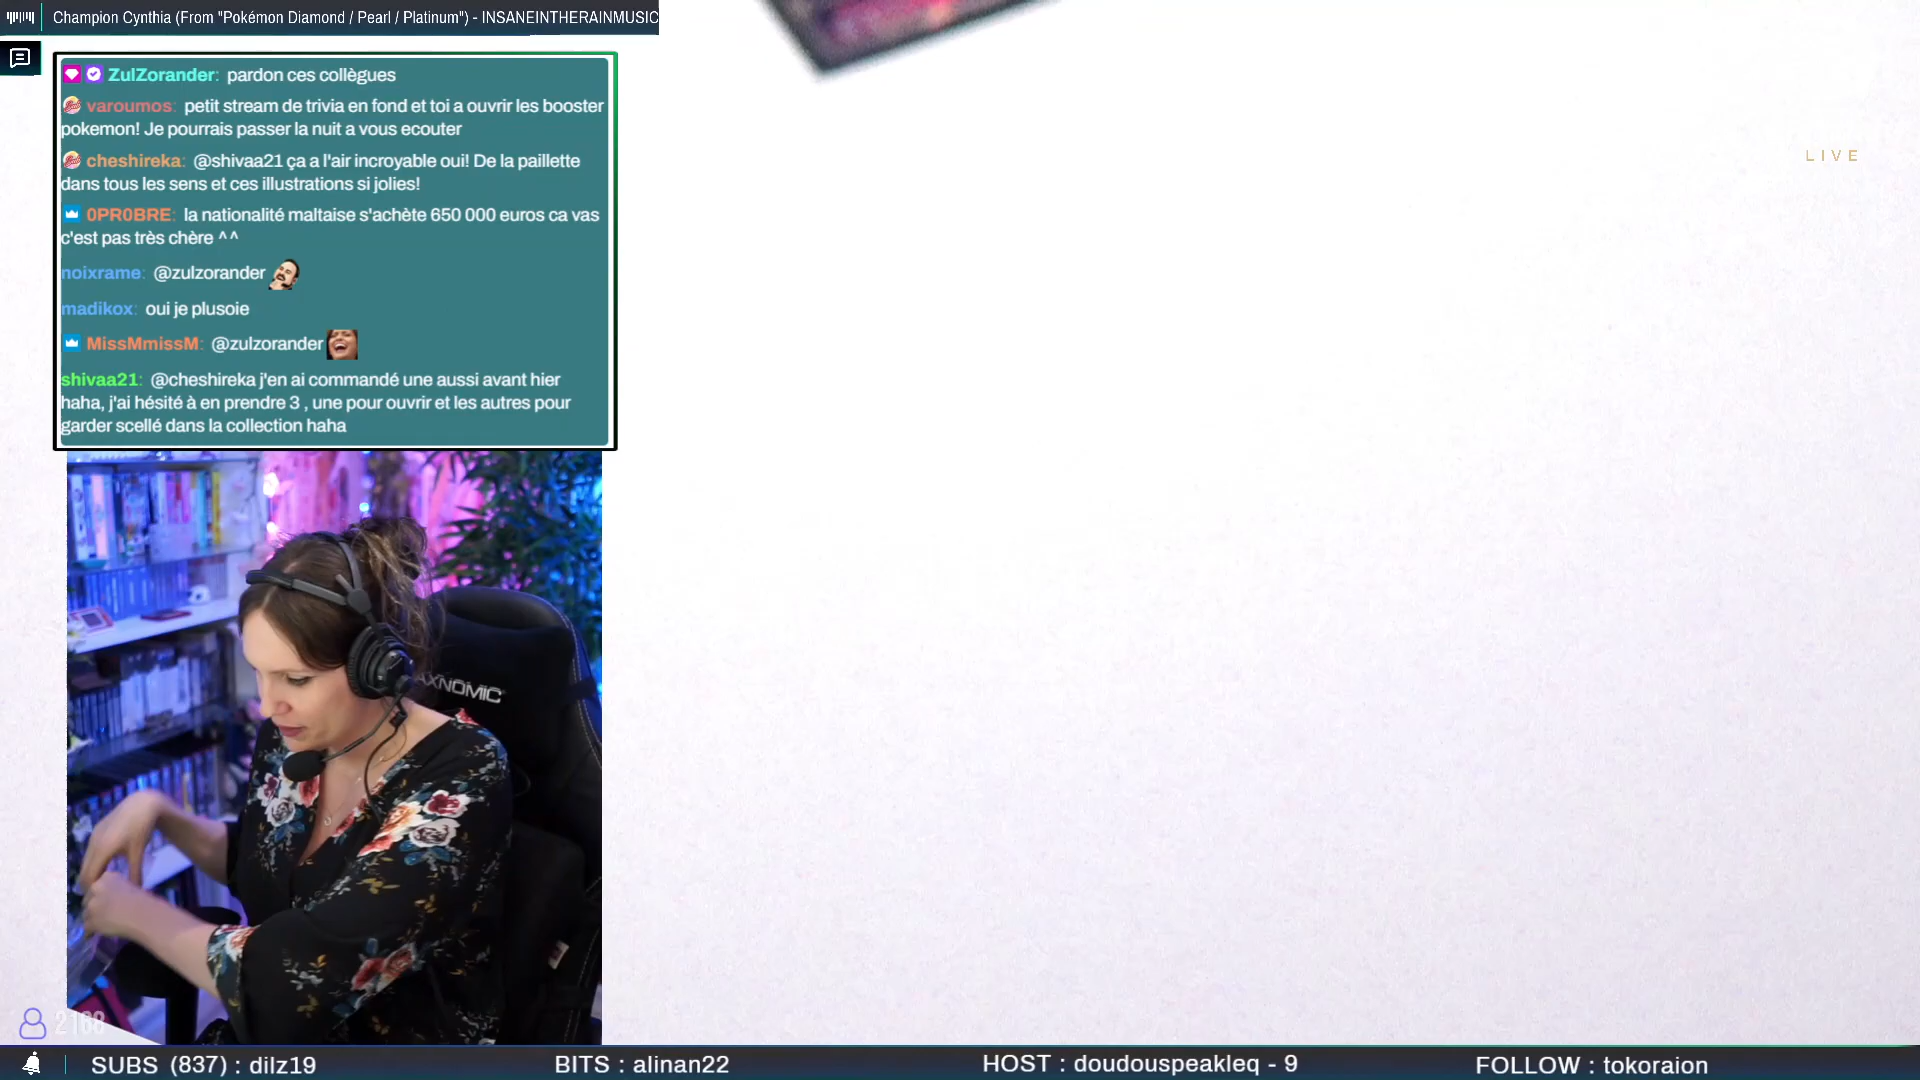 Champion Cynthia (From "Pokémon Diamond / Pearl / Platinum") - INSANEINTHERAINMUSIC
ZulZorander: pardon ces collègues
varoumos: petit stream de trivia en fond et toi a ouvrir les booster
pokemon! Je pourrais passer la nuit a vous ecouter
cheshireka: @shivaa21 ça a l'air incroyable oui! De la paillette
dans tous les sens et ces illustrations si jolies!
0PR0BRE: la nationalité maltaise s'achète 650 000 euros ca vas
c'est pas très chère ^^
noixrame: @zulzorander
madikox: oui je plusoie
MissMmissM: @zulzorander
shivaa21: @cheshireka j'en ai commandé une aussi avant hier
haha, j'ai hésité à en prendre 3 , une pour ouvrir et les autres pour
garder scellé dans la collection haha
LIVE
AXNOMIC
2168
SUBS (837) : dilz19
BITS : alinan22
HOST : doudouspeakleq - 9
FOLLOW : tokoraion